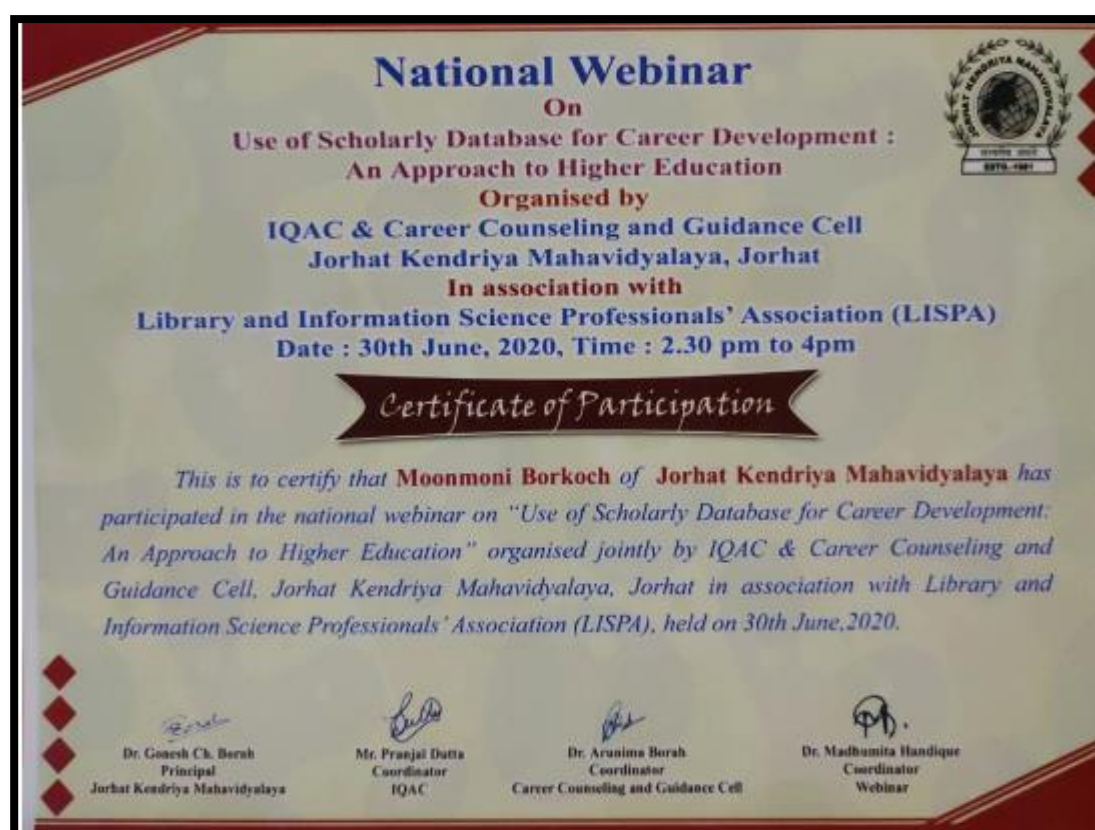 National Webinar
On
Use of Scholarly Database for Career Development :
An Approach to Higher Education
Organised by
IQAC & Career Counseling and Guidance Cell
Jorhat Kendriya Mahavidyalaya, Jorhat
In association with
Library and Information Science Professionals' Association (LISPA)
Date : 30th June, 2020, Time : 2.30 pm to 4pm
JORHAT KENDRIYA MAHAVIDYALAYA
ESTD.-1981
Certificate of Participation
This is to certify that Moonmoni Borkoch of Jorhat Kendriya Mahavidyalaya has
participated in the national webinar on "Use of Scholarly Database for Career Development:
An Approach to Higher Education" organised jointly by IQAC & Career Counseling and
Guidance Cell, Jorhat Kendriya Mahavidyalaya, Jorhat in association with Library and
Information Science Professionals' Association (LISPA), held on 30th June,2020.
Dr. Gonesh Ch. Borah
Principal
Jorhat Kendriya Mahavidyalaya
Mr. Pranjal Dutta
Coordinator
IQAC
Dr. Arunima Borah
Coordinator
Career Counseling and Guidance Cell
Dr. Madhumita Handique
Coordinator
Webinar